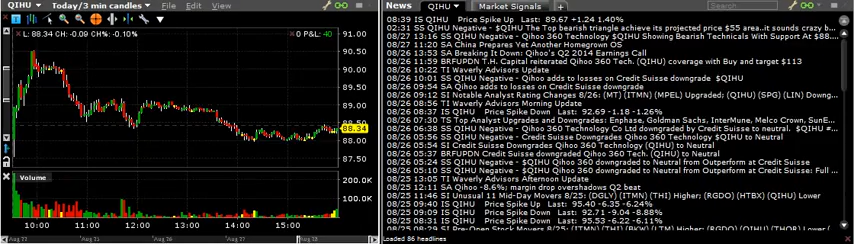 QIHU Today/3 min candles File Edit View
L: 88.34 CH: -0.09 CH%: -0.10%
0 P&L: 40
91.00
90.50
90.00
89.50
89.00
88.50
88.34
88.00
87.50
Volume
200.0K
100.0K
10:00 11:00 12:00 13:00 14:00 15:00
Aug 21 Aug 26 Aug 27
News QIHU Market Signals + Search
08:39 IS QIHU Price Spike Up Last: 89.67 +1.24 1.40%
02:31 SS QIHU Negative - $QIHU The Top bearish triangle achieve its projected price $55 area..it sounds crazy b...
08/27 13:16 SS QIHU Negative - Qihoo 360 Technology $QIHU Showing Bearish Technicals With Support At $88....
08/27 11:20 SA China Prepares Yet Another Homegrown OS
08/26 13:53 SA Breaking It Down: Qihoo's Q2 2014 Earnings Call
08/26 11:59 BRFUPDN T.H. Capital reiterated Qihoo 360 Tech. (QIHU) coverage with Buy and target $113
08/26 10:22 TI Waverly Advisors Update
08/26 10:01 SS QIHU Negative - Qihoo adds to losses on Credit Suisse downgrade $QIHU
08/26 09:54 SA Qihoo adds to losses on Credit Suisse downgrade
08/26 09:12 SI Notable Analyst Rating Changes 8/26: (MT) (ITMN) (MPEL) Upgraded; (QIHU) (SPG) (LIN) Downg...
08/26 08:56 TI Waverly Advisors Morning Update
08/26 08:37 IS QIHU Price Spike Down Last: 92.69 -1.18 -1.26%
08/26 07:30 TS Top Analyst Upgrades and Downgrades: Enphase, Goldman Sachs, InterMune, Melco Crown, SunE...
08/26 06:38 SS QIHU Negative - Qihoo 360 Technology Co Ltd downgraded by Credit Suisse to neutral. $QIHU #...
08/26 05:56 SS QIHU Negative - Credit Suisse Downgrades Qihoo 360 Technology $QIHU to Neutral
08/26 05:54 SI Credit Suisse Downgrades Qihoo 360 Technology (QIHU) to Neutral
08/26 05:37 BRFUPDN Credit Suisse downgraded Qihoo 360 Tech. (QIHU) to Neutral
08/26 05:24 SS QIHU Negative - $QIHU Qihoo 360 downgraded to Neutral from Outperform at Credit Suisse
08/26 05:10 SS QIHU Negative - $QIHU Qihoo 360 downgraded to Neutral from Outperform at Credit Suisse: Full ...
08/25 13:05 TI Waverly Advisors Afternoon Update
08/25 12:11 SA Qihoo -8.6%; margin drop overshadows Q2 beat
08/25 11:46 SI Unusual 11 Mid-Day Movers 8/25: (DGLY) (ITMN) (THI) Higher; (RGDO) (HTBX) (QIHU) Lower
08/25 09:40 IS QIHU Price Spike Up Last: 95.40 -6.35 -6.24%
08/25 09:09 IS QIHU Price Spike Down Last: 92.71 -9.04 -8.88%
08/25 08:31 IS QIHU Price Spike Down Last: 95.53 -6.22 -6.11%
Loaded 86 headlines